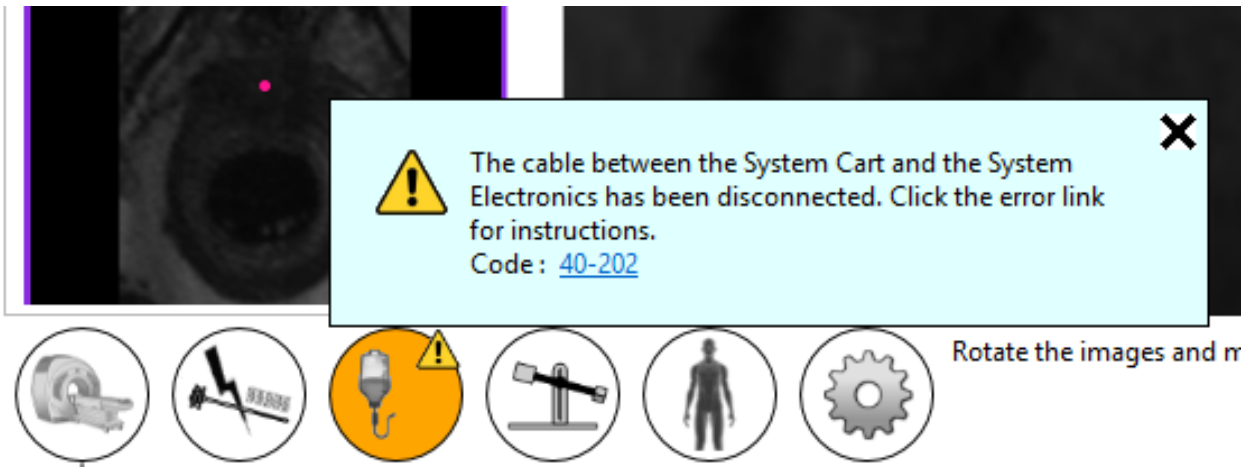 The cable between the System Cart and the System
Electronics has been disconnected. Click the error link
for instructions.
Code : 40-202
Rotate the images and m